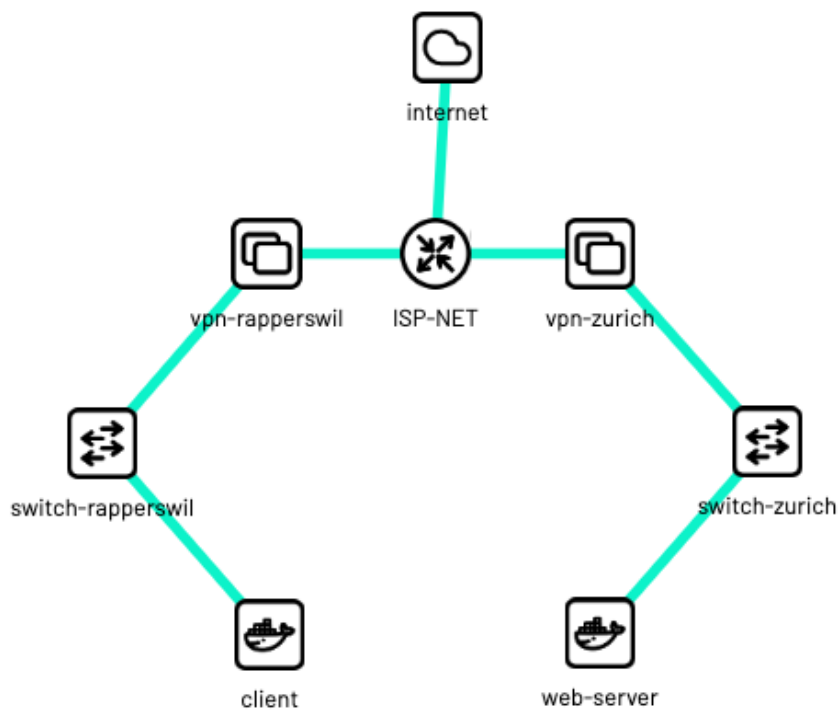 internet
vpn-rapperswil
ISP-NET
vpn-zurich
switch-rapperswil
switch-zurich
client
web-server